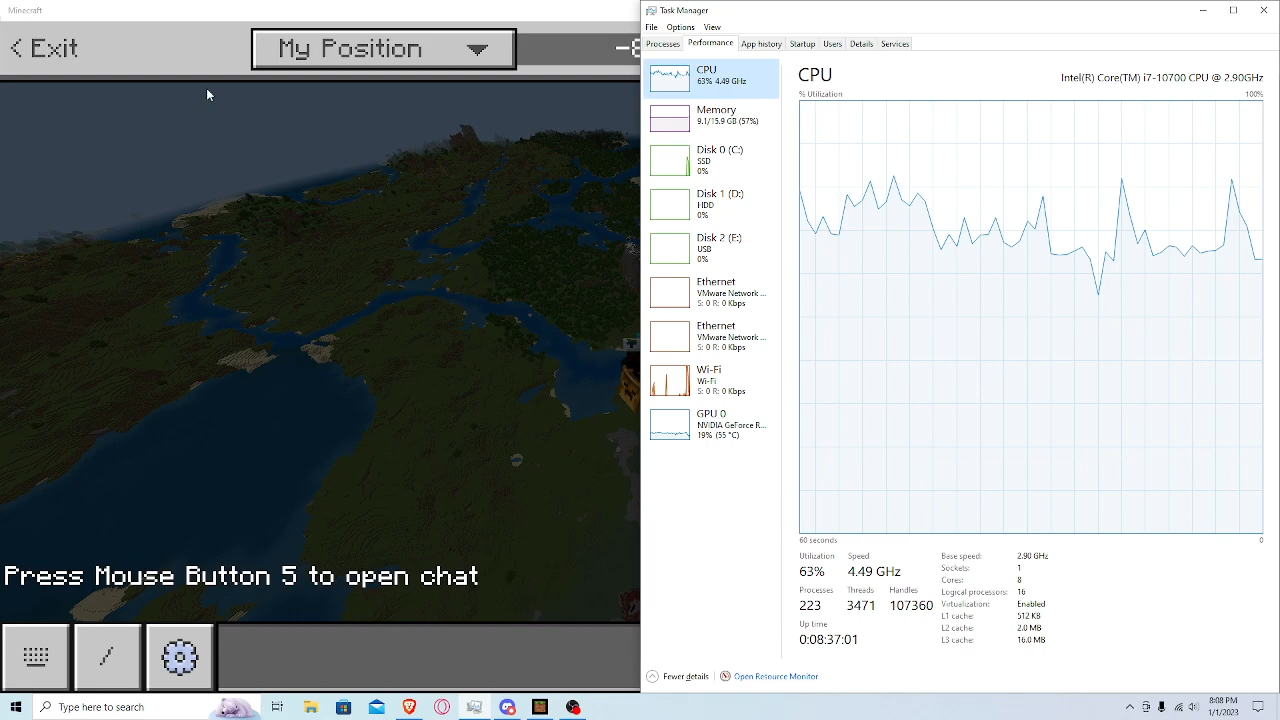 Minecraft
Exit
My Position
-8
Press Mouse Button 5 to open chat
/
Task Manager
File Options View
Processes Performance App history Startup Users Details Services
CPU
63% 4.49 GHz
Memory
9.1/15.9 GB (57%)
Disk 0 (C:)
SSD
0%
Disk 1 (D:)
HDD
0%
Disk 2 (E:)
USB
0%
Ethernet
VMware Network ...
S: 0 R: 0 Kbps
Ethernet
VMware Network ...
S: 0 R: 0 Kbps
Wi-Fi
Wi-Fi
S: 0 R: 0 Kbps
GPU 0
NVIDIA GeForce R...
19% (55 °C)
CPU Intel(R) Core(TM) i7-10700 CPU @ 2.90GHz
% Utilization 100%
60 seconds 0
Utilization Speed Base speed: 2.90 GHz
63% 4.49 GHz Sockets: 1
Cores: 8
Processes Threads Handles Logical processors: 16
223 3471 107360 Virtualization: Enabled
L1 cache: 512 KB
Up time L2 cache: 2.0 MB
0:08:37:01 L3 cache: 16.0 MB
Fewer details Open Resource Monitor
Type here to search
8:08 PM
1/1/2023